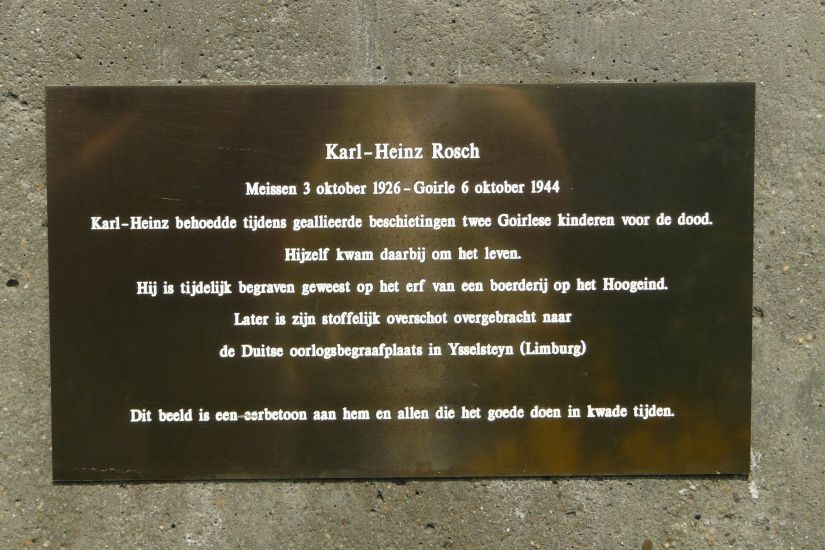 Karl-Heinz Rosch
Meissen 3 oktober 1926 - Goirle 6 oktober 1944
Karl-Heinz behoedde tijdens geallieerde beschietingen twee Goirlese kinderen voor de dood.
Hijzelf kwam daarbij om het leven.
Hij is tijdelijk begraven geweest op het erf van een boerderij op het Hoogeind.
Later is zijn stoffelijk overschot overgebracht naar
de Duitse oorlogsbegraafplaats in Ysselsteyn (Limburg)
Dit beeld is een eerbetoon aan hem en allen die het goede doen in kwade tijden.